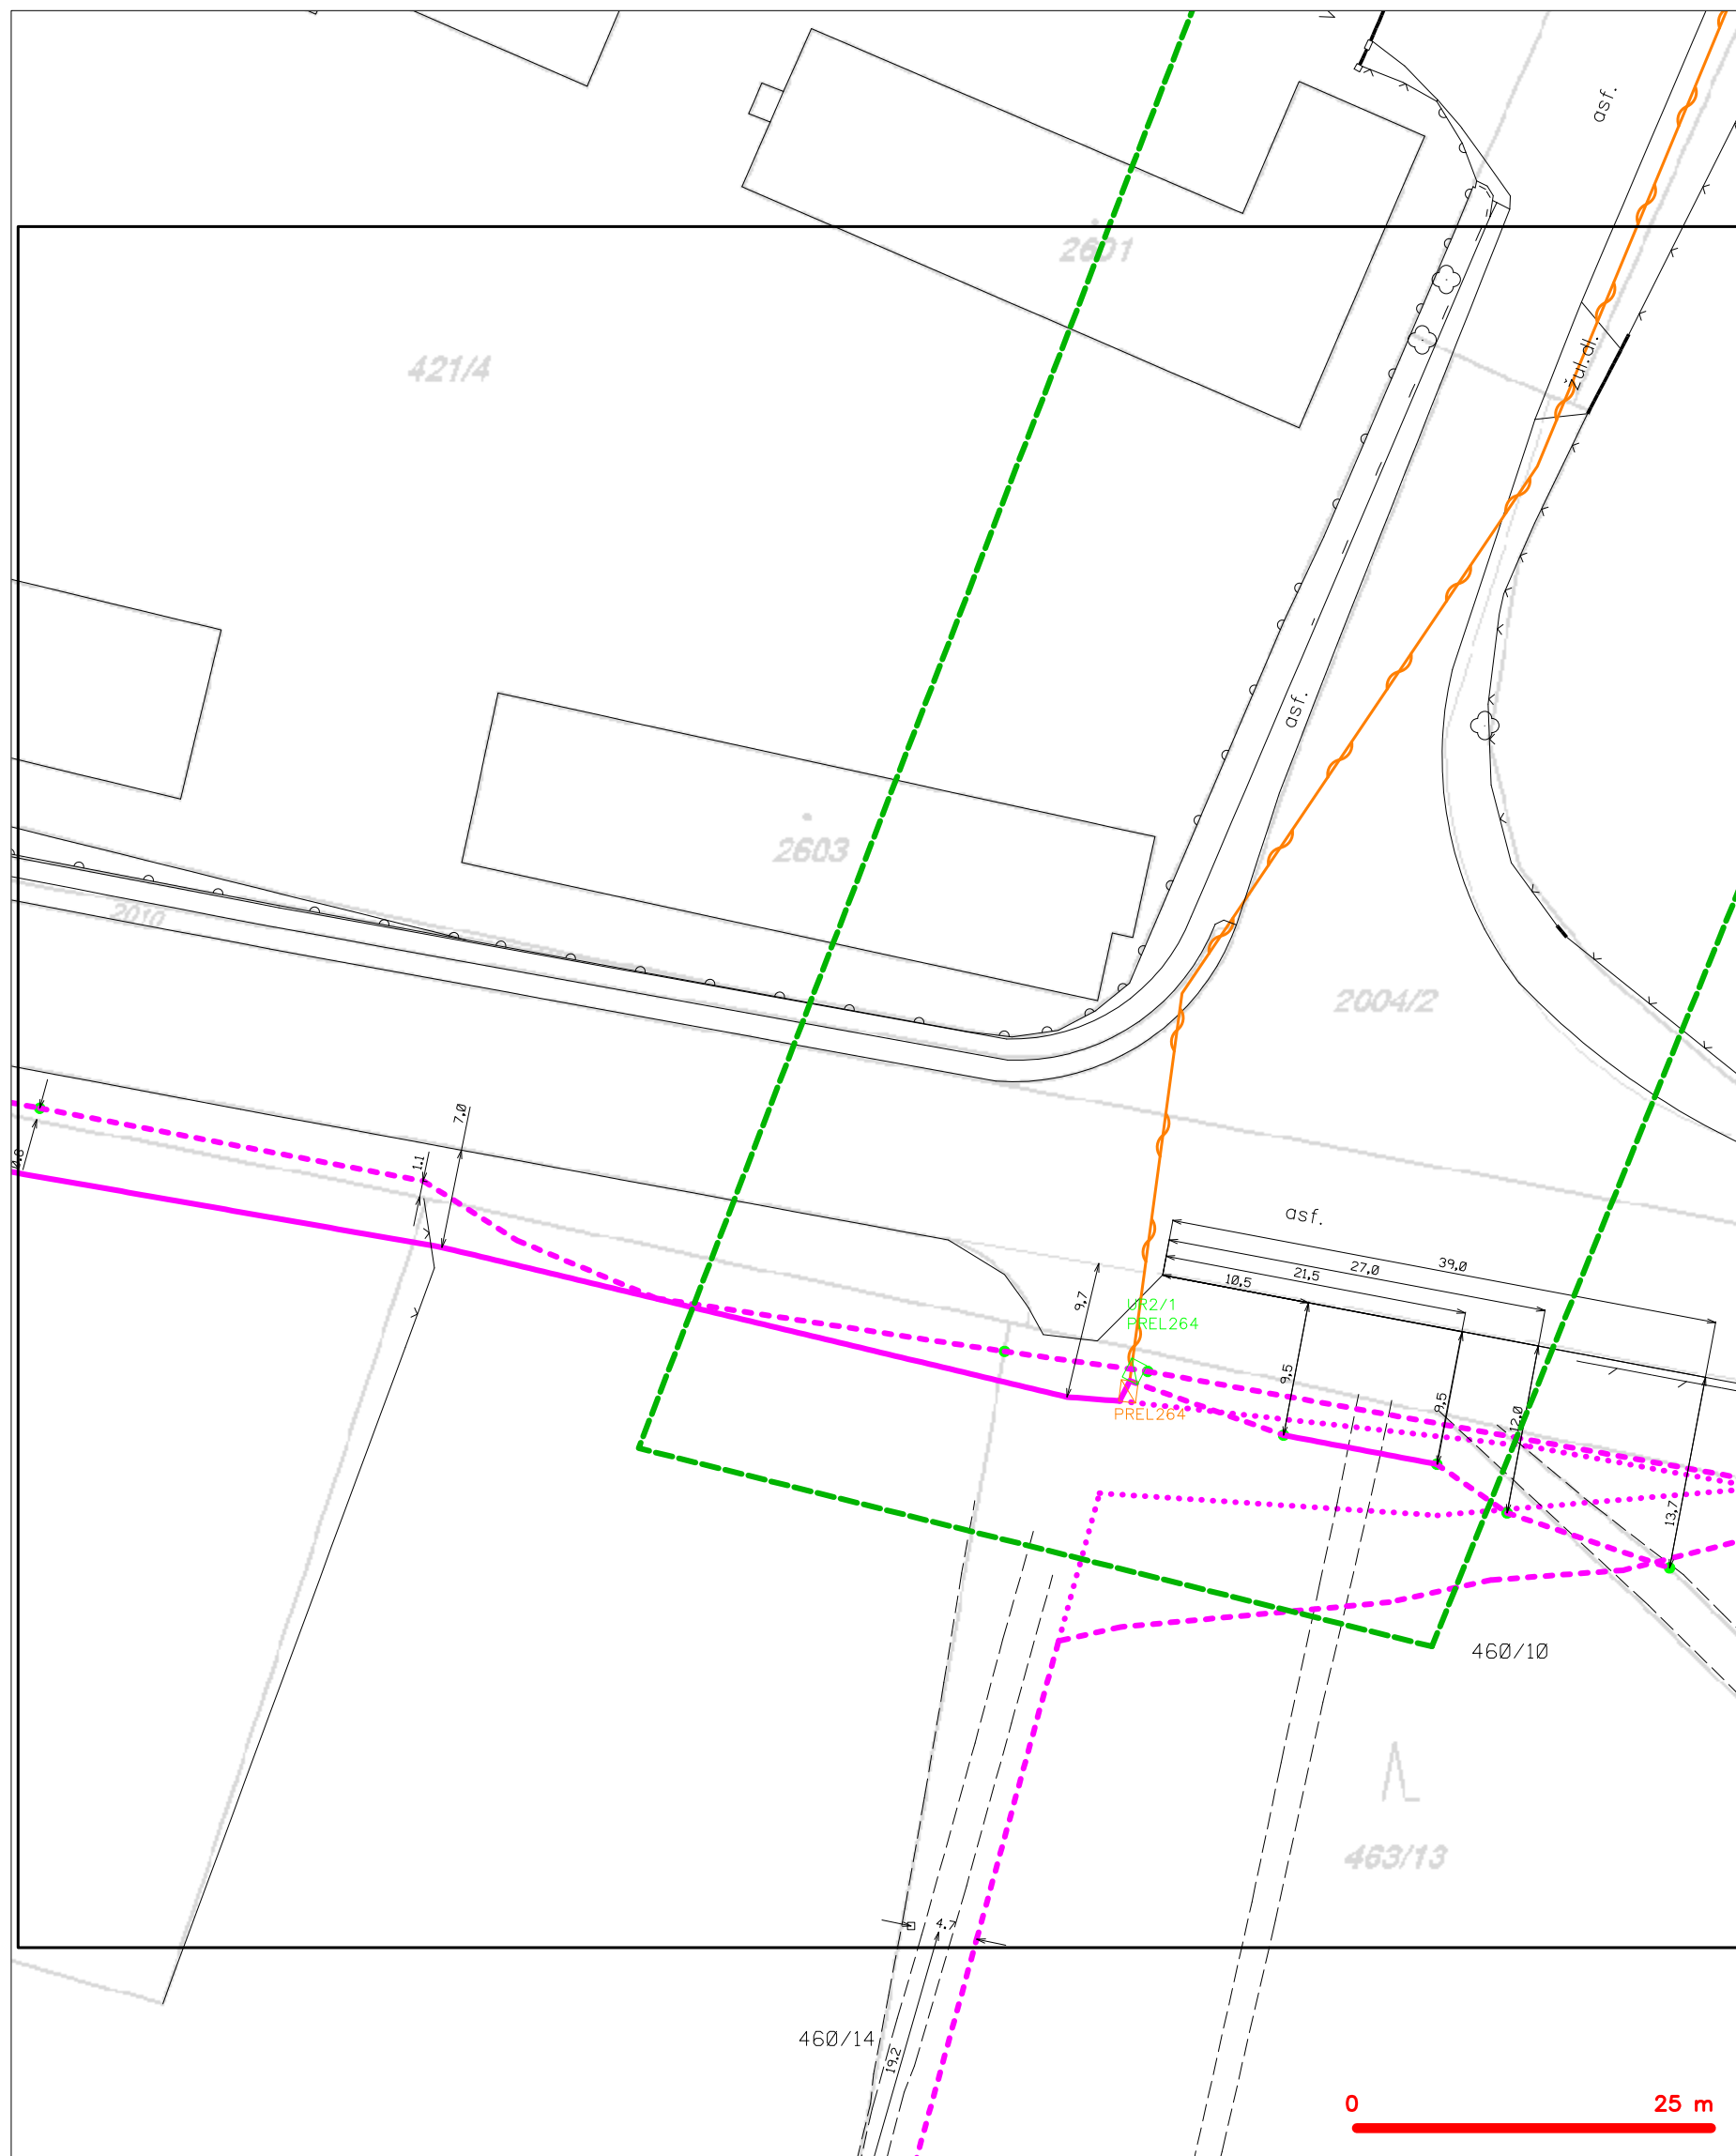 asf.
2601
žul.dl.
421/4
asf.
2603
2010
2004/2
7,0
1,1
0,8
asf.
39,0
27,0
21,5
10,5
9,7
UR2/1
PREL264
9,5
9,5
12,0
PREL264
13,7
460/10
463/13
4,7
460/14
19,2
0 25 m